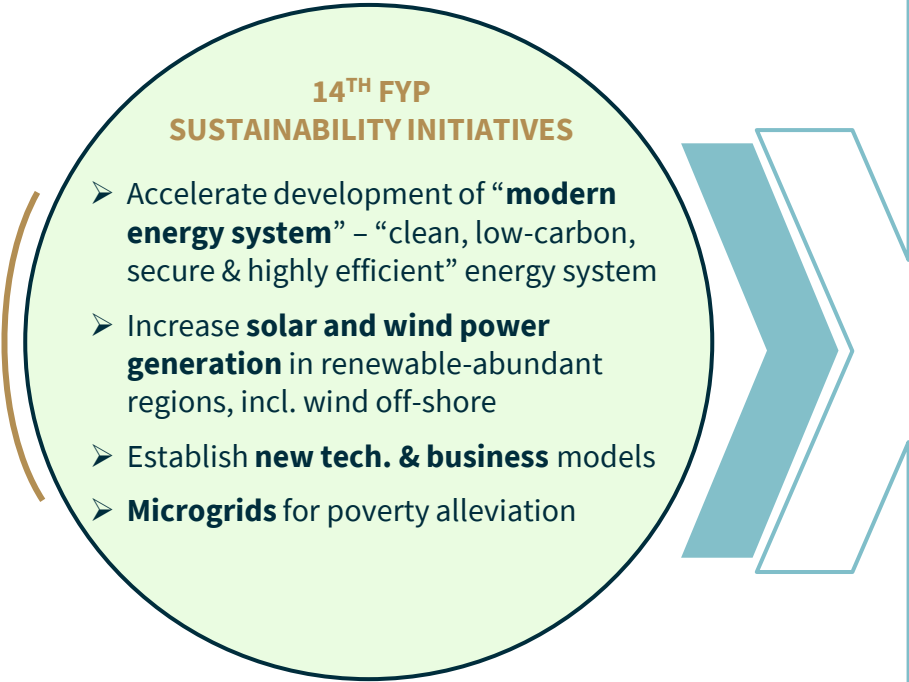 14TH FYP
SUSTAINABILITY INITIATIVES
➢ Accelerate development of “modern
energy system” – “clean, low-carbon,
secure & highly efficient” energy system
➢ Increase solar and wind power
generation in renewable-abundant
regions, incl. wind off-shore
➢ Establish new tech. & business models
➢ Microgrids for poverty alleviation